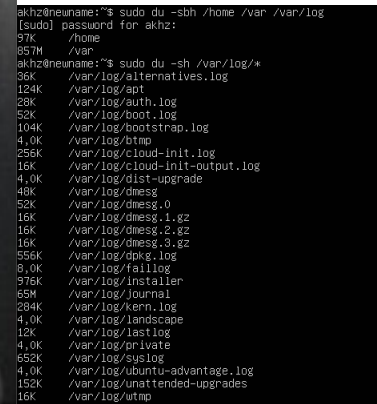 akhz@newname:~$ sudo du -sbh /home /var /var/log
[sudo] password for akhz:
97K /home
857M /var
akhz@newname:~$ sudo du -sh /var/log/*
36K /var/log/alternatives.log
124K /var/log/apt
28K /var/log/auth.log
52K /var/log/boot.log
104K /var/log/bootstrap.log
4,0K /var/log/btmp
256K /var/log/cloud-init.log
16K /var/log/cloud-init-output.log
4,0K /var/log/dist-upgrade
48K /var/log/dmesg
52K /var/log/dmesg.0
16K /var/log/dmesg.1.gz
16K /var/log/dmesg.2.gz
16K /var/log/dmesg.3.gz
556K /var/log/dpkg.log
8,0K /var/log/faillog
976K /var/log/installer
65M /var/log/journal
284K /var/log/kern.log
4,0K /var/log/landscape
12K /var/log/lastlog
4,0K /var/log/private
652K /var/log/syslog
4,0K /var/log/ubuntu-advantage.log
152K /var/log/unattended-upgrades
16K /var/log/wtmp